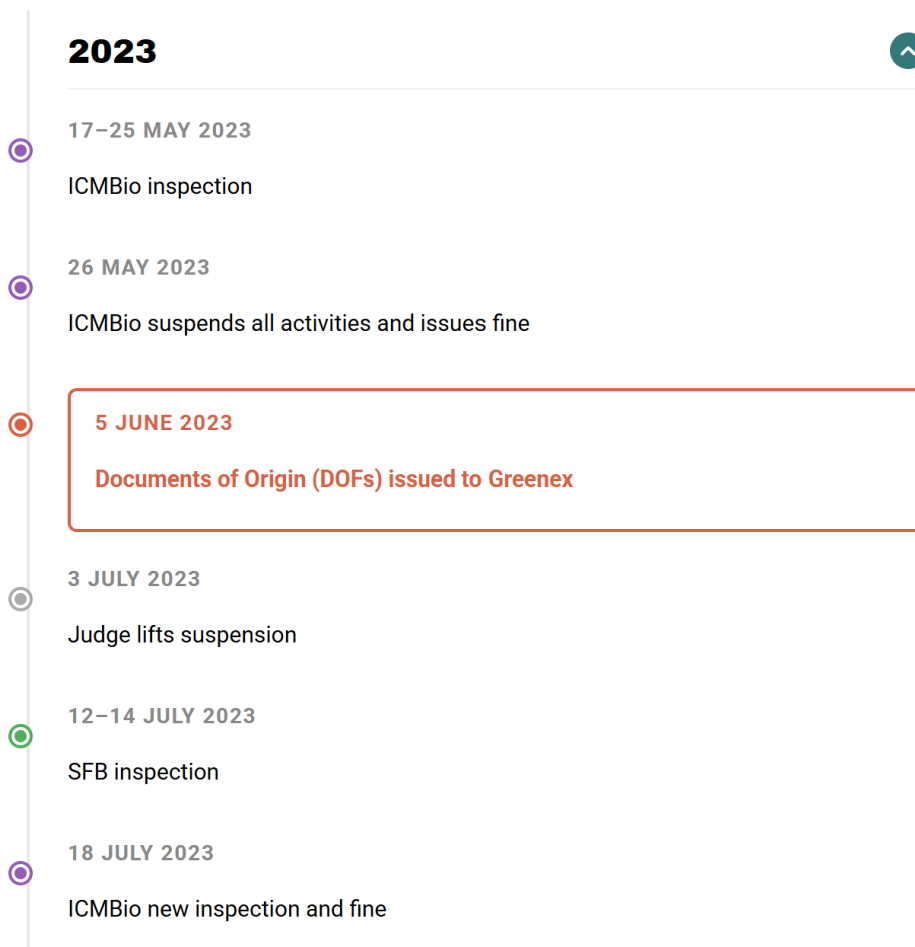 2023
17–25 MAY 2023
ICMBio inspection
26 MAY 2023
ICMBio suspends all activities and issues fine
5 JUNE 2023
Documents of Origin (DOFs) issued to Greenex
3 JULY 2023
Judge lifts suspension
12–14 JULY 2023
SFB inspection
18 JULY 2023
ICMBio new inspection and fine